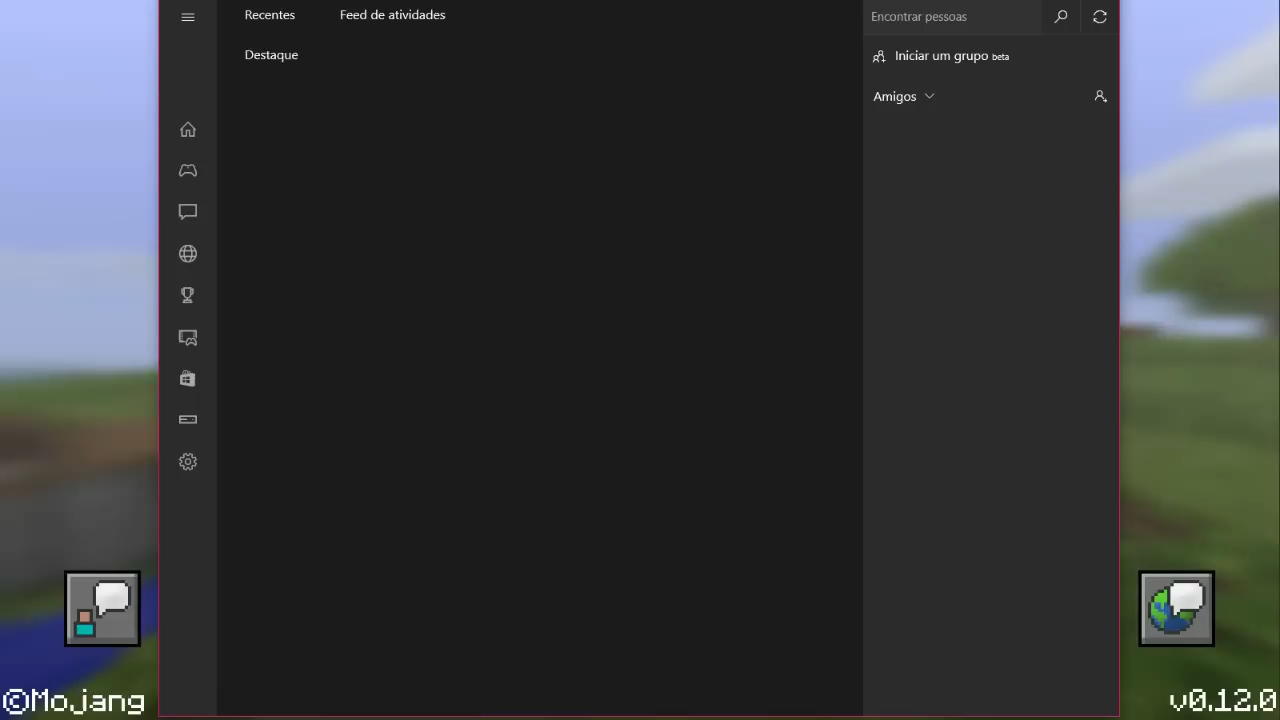 Recentes
Feed de atividades
Encontrar pessoas
Destaque
Iniciar um grupo beta
Amigos
©Mojang
v0.12.0